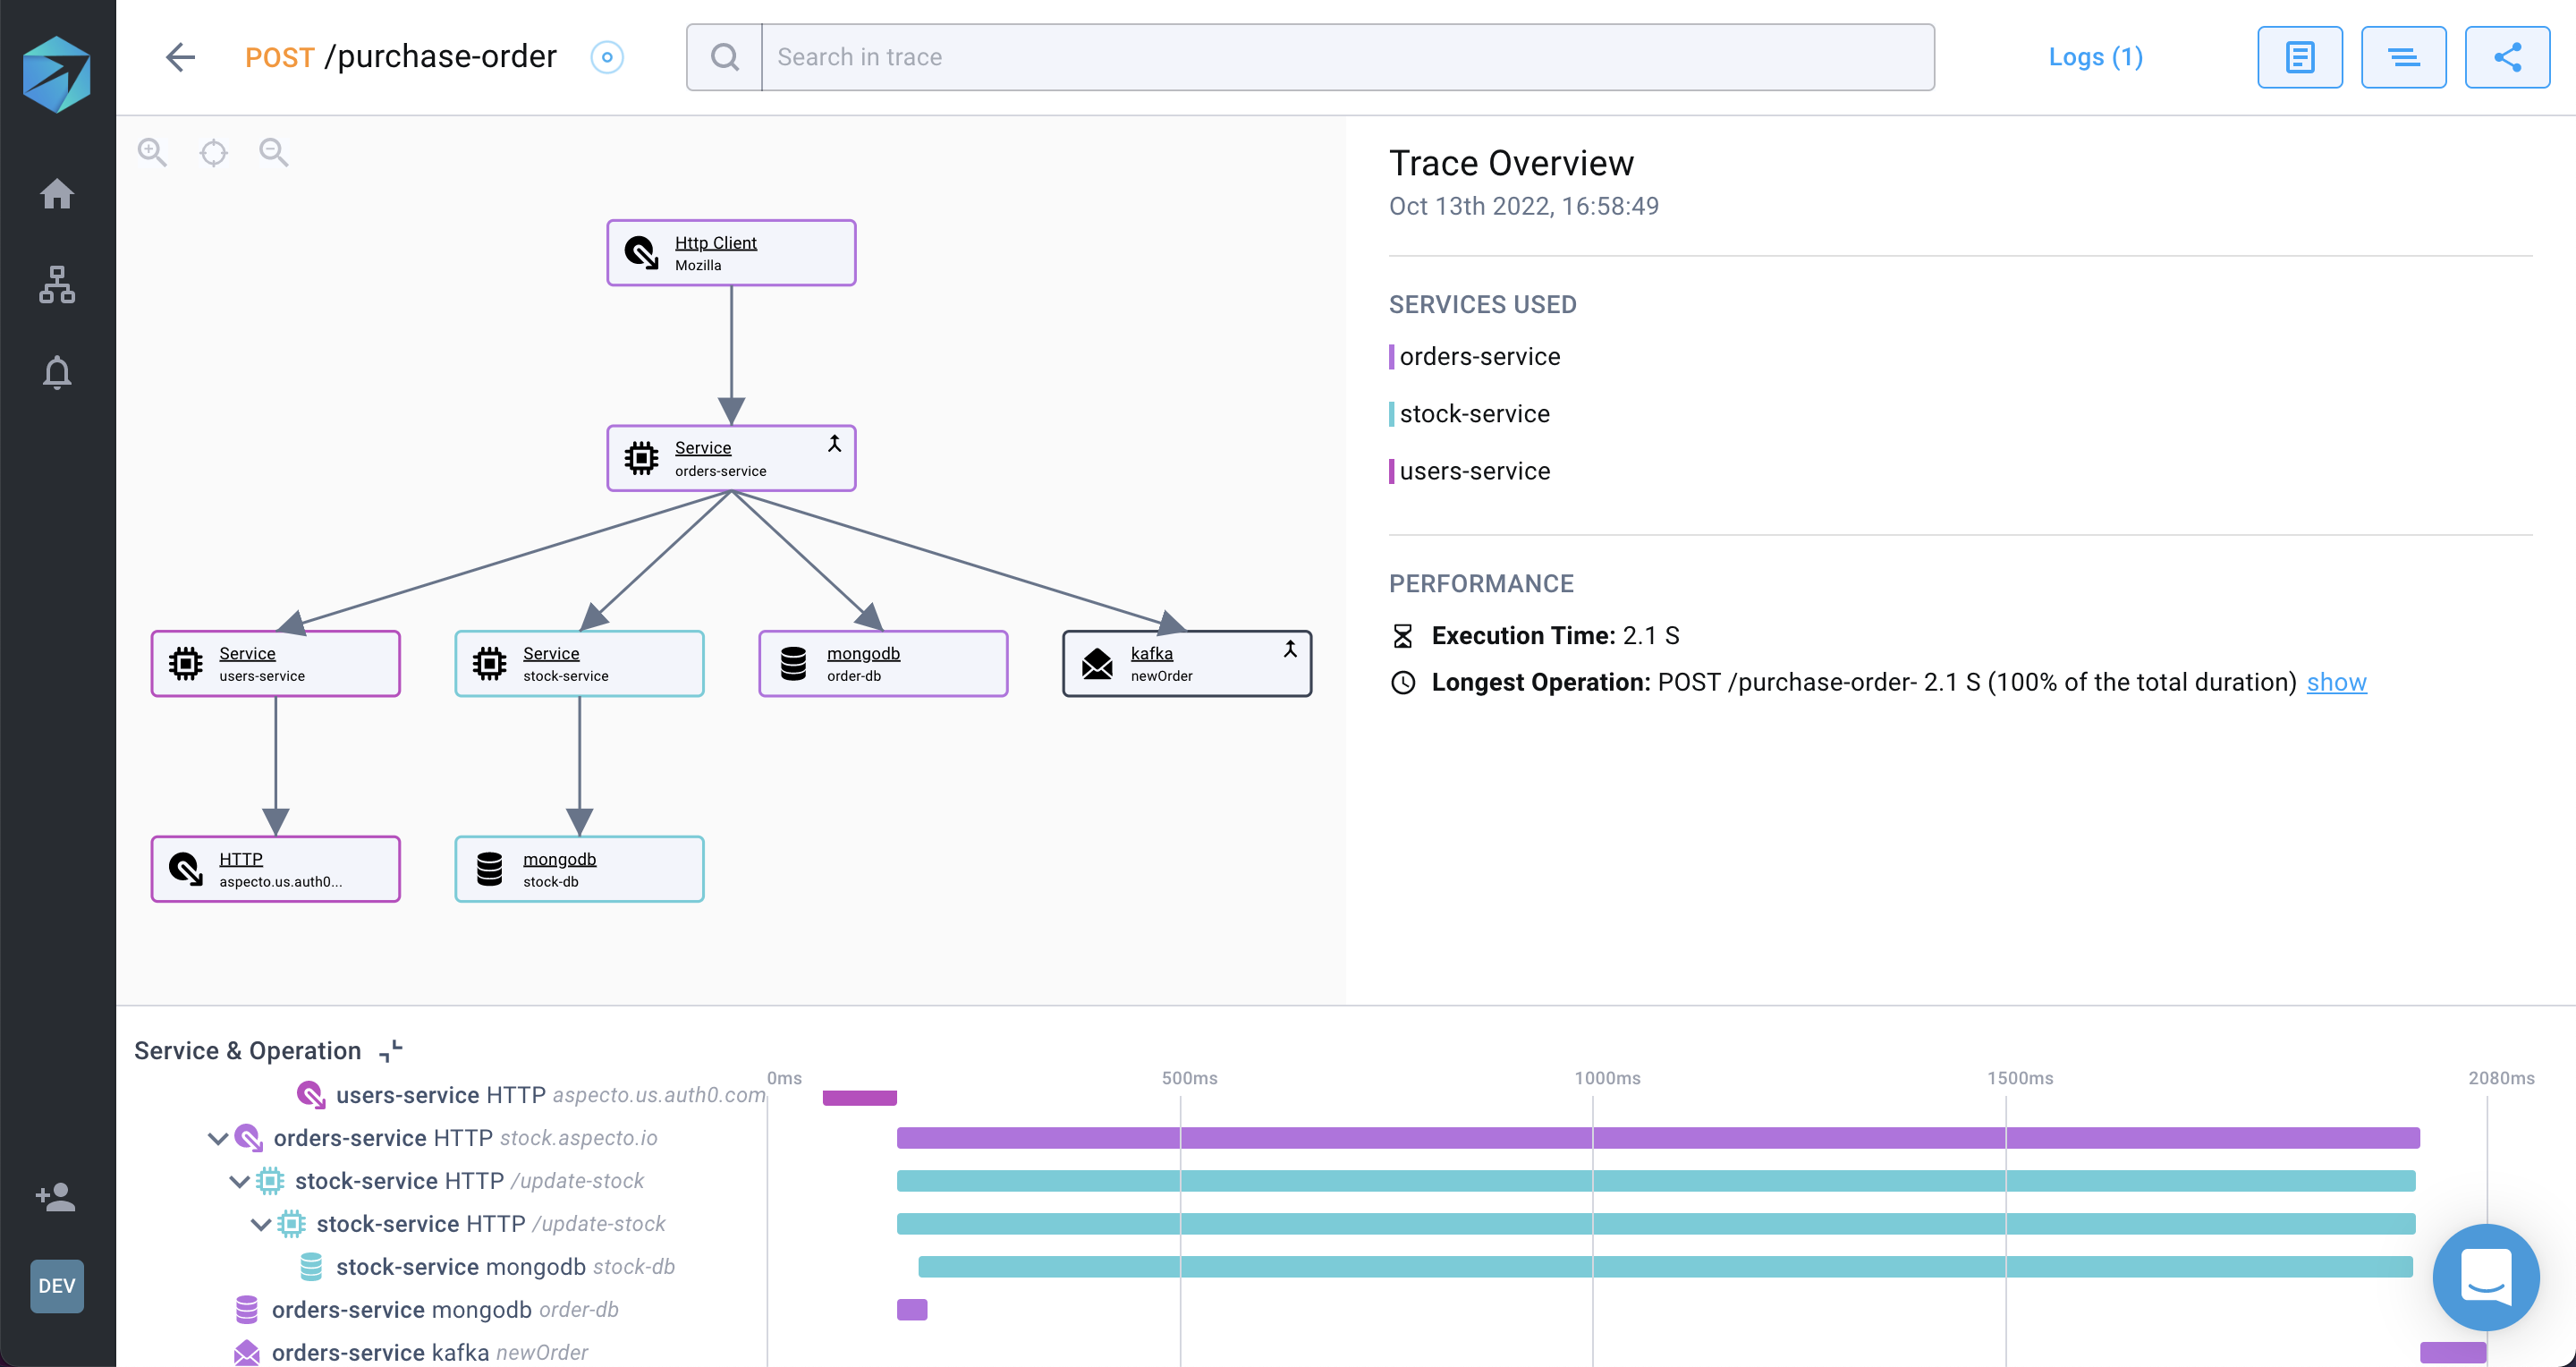 POST /purchase-order
Search in trace
Logs (1)
Http Client
Mozilla
Service
orders-service
Service
users-service
Service
stock-service
mongodb
order-db
kafka
newOrder
HTTP
aspecto.us.auth0...
mongodb
stock-db
Trace Overview
Oct 13th 2022, 16:58:49
SERVICES USED
orders-service
stock-service
users-service
PERFORMANCE
Execution Time: 2.1 S
Longest Operation: POST /purchase-order- 2.1 S (100% of the total duration) show
Service & Operation
0ms 500ms 1000ms 1500ms 2080ms
users-service HTTP aspecto.us.auth0.com
orders-service HTTP stock.aspecto.io
stock-service HTTP /update-stock
stock-service HTTP /update-stock
stock-service mongodb stock-db
orders-service mongodb order-db
orders-service kafka newOrder
DEV